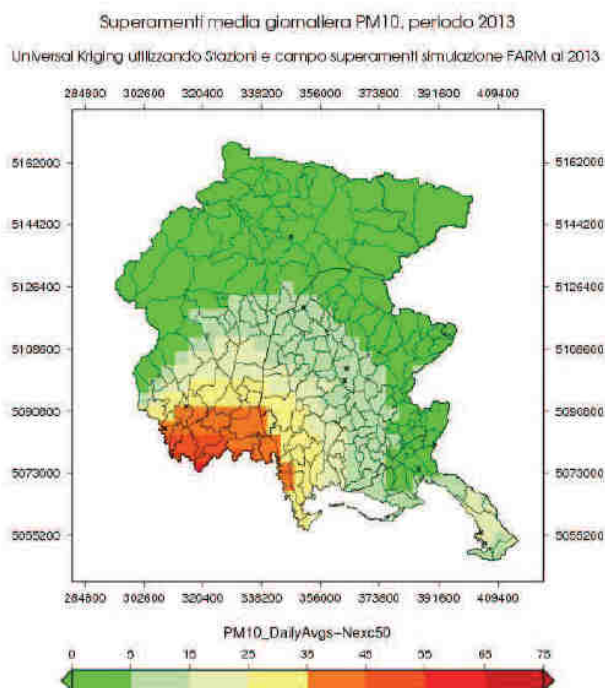 Superamenti media giornaliera PM10, periodo 2013
Universal Kriging utilizzando Stazioni e campo superamenti simulazione FARM al 2013
284800 302600 320400 338200 356000 373800 391600 409400
5162000 5162000
5144200 5144200
5126400 5126400
5108600 5108600
5090800 5090800
5073000 5073000
5055200 5055200
284800 302600 320400 338200 356000 373800 391600 409400
PM10_DailyAvgs-Nexc50
0 5 15 25 35 45 55 65 75